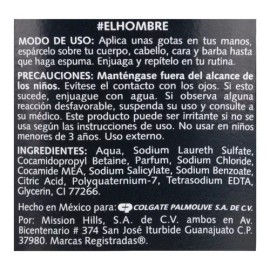 #ELHOMBRE
MODO DE USO: Aplica unas gotas en tus manos,
espárcelo sobre tu cuerpo, cabello, cara y barba hasta
que haga espuma. Enjuaga y repítelo en tu rutina.
PRECAUCIONES: Manténgase fuera del alcance de
los niños. Evítese el contacto con los ojos. Si esto
sucede, enjuague con agua. Si observa alguna
reacción desfavorable, suspenda su uso y consulte a
su médico. Este producto puede ser irritante si no se
usa según las instrucciones de uso. No usar en niños
menores de 3 años. Uso externo.
INGREDIENTES: Aqua, Sodium Laureth Sulfate,
Cocamidopropyl Betaine, Parfum, Sodium Chloride,
Cocamide MEA, Sodium Salicylate, Sodium Benzoate,
Citric Acid, Polyquaternium-7, Tetrasodium EDTA,
Glycerin, CI 77266
Hecho en México para: COLGATE PALMOLIVE S.A. DE C.V.
Por: Mission Hills, S.A. de C.V. ambos en Av.
Bicentenario # 374 San José Iturbide Guanajuato C.P.
37980. Marcas Registradas®.